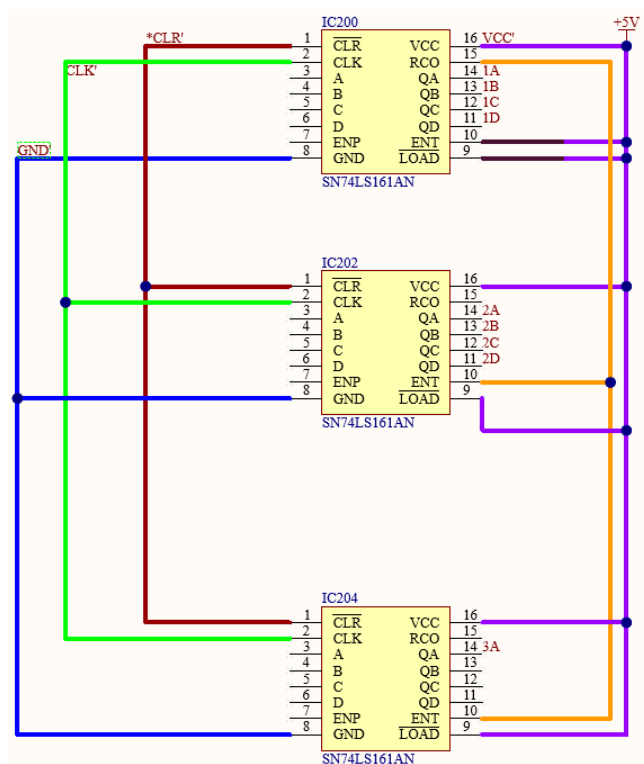 +5V
*CLR'
CLK'
GND
IC200
1 CLR VCC 16 VCC'
2 CLK RCO 15
3 A QA 14 1A
4 B QB 13 1B
5 C QC 12 1C
6 D QD 11 1D
7 ENP ENT 10
8 GND LOAD 9
SN74LS161AN
IC202
1 CLR VCC 16
2 CLK RCO 15
3 A QA 14 2A
4 B QB 13 2B
5 C QC 12 2C
6 D QD 11 2D
7 ENP ENT 10
8 GND LOAD 9
SN74LS161AN
IC204
1 CLR VCC 16
2 CLK RCO 15
3 A QA 14 3A
4 B QB 13
5 C QC 12
6 D QD 11
7 ENP ENT 10
8 GND LOAD 9
SN74LS161AN